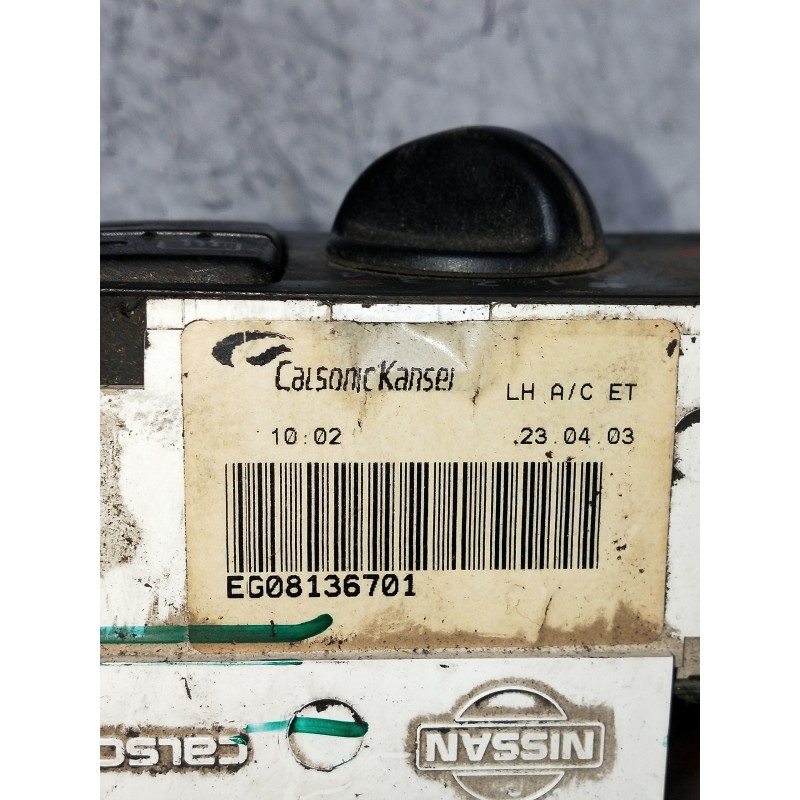 CalsonicKansei
LH A/C ET
10:02
23.04.03
EG08136701
NISSAN